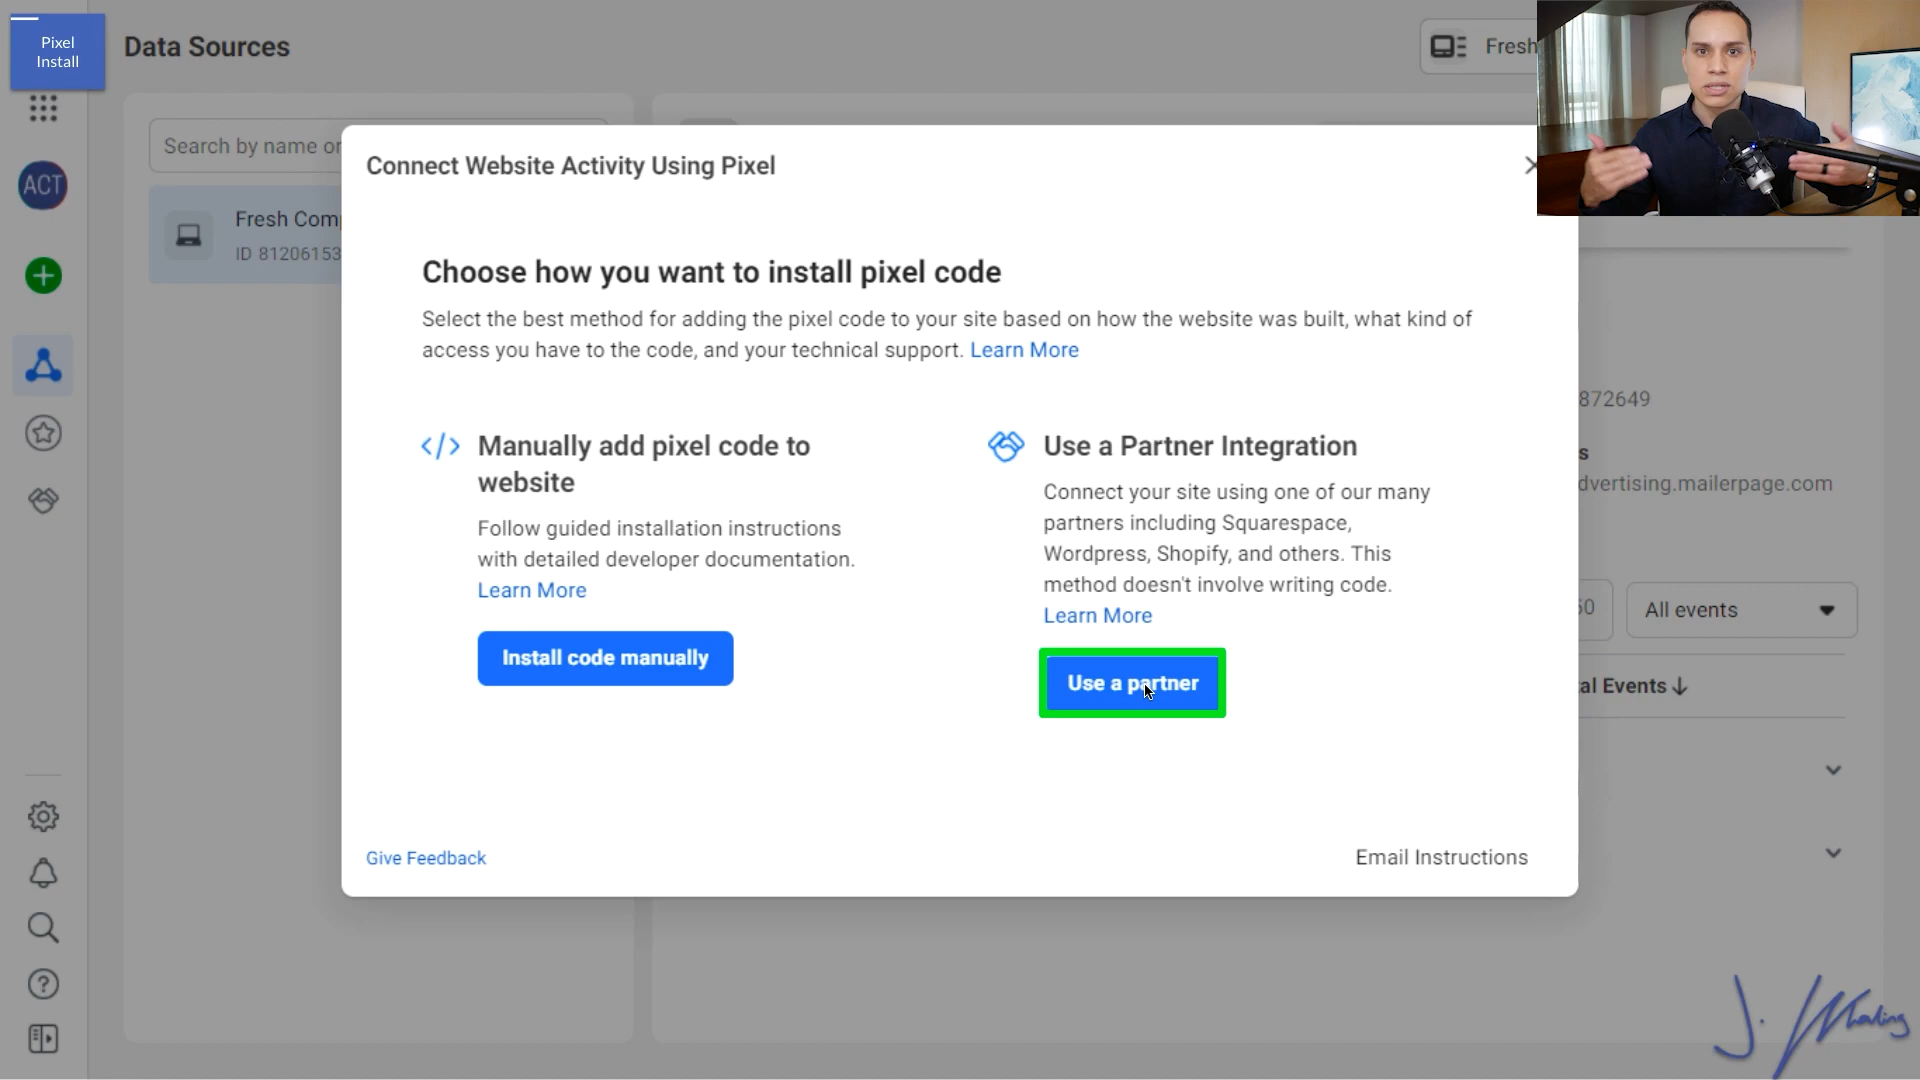 Pixel
Install
Data Sources
Fresh
Search by name or
ACT
Fresh Comp
ID 81206153
Connect Website Activity Using Pixel
Choose how you want to install pixel code
Select the best method for adding the pixel code to your site based on how the website was built, what kind of
access you have to the code, and your technical support. Learn More
Manually add pixel code to
website
Follow guided installation instructions
with detailed developer documentation.
Learn More
Install code manually
Use a Partner Integration
Connect your site using one of our many
partners including Squarespace,
Wordpress, Shopify, and others. This
method doesn't involve writing code.
Learn More
Use a partner
Give Feedback
Email Instructions
872649
s
dvertising.mailerpage.com
50
All events
al Events